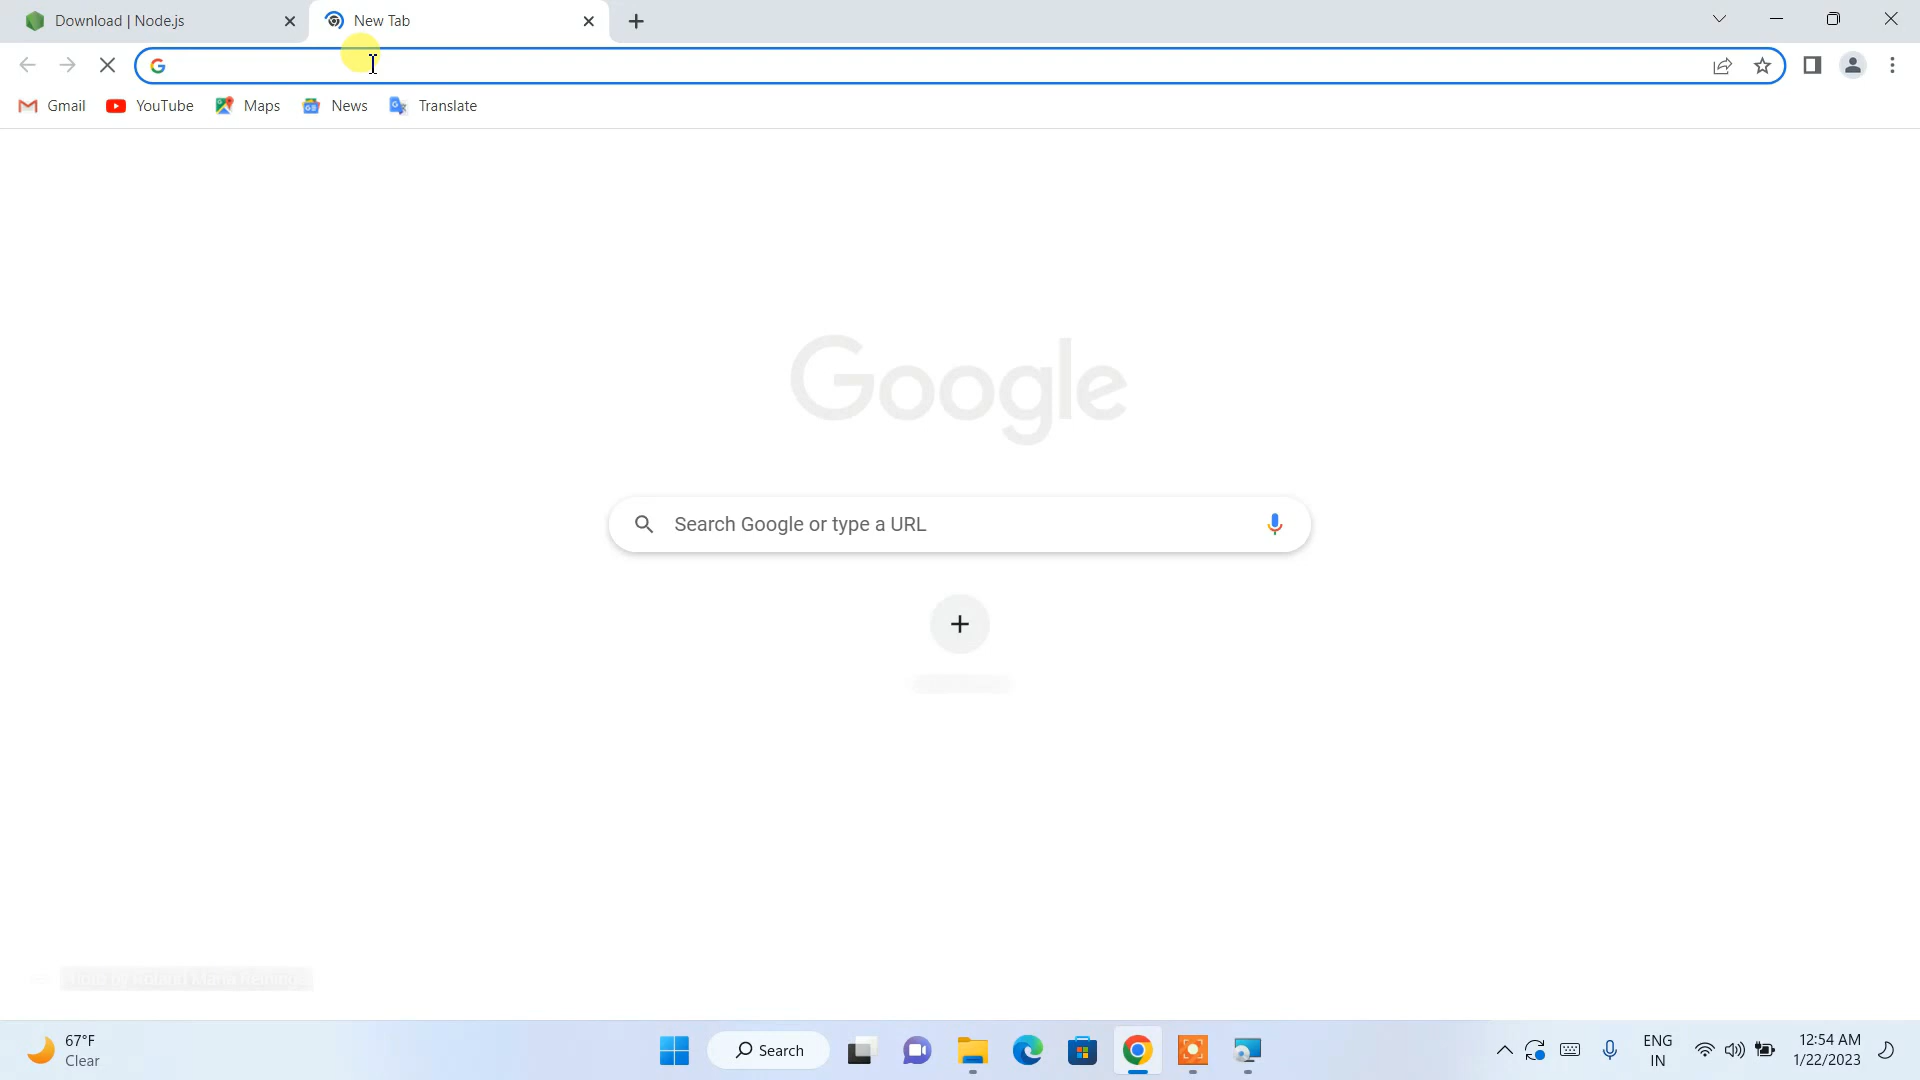 Download | Node.js
New Tab
Gmail
YouTube
Maps
News
Translate
Google
Search Google or type a URL
67°F
Clear
Search
ENG
IN
12:54 AM
1/22/2023